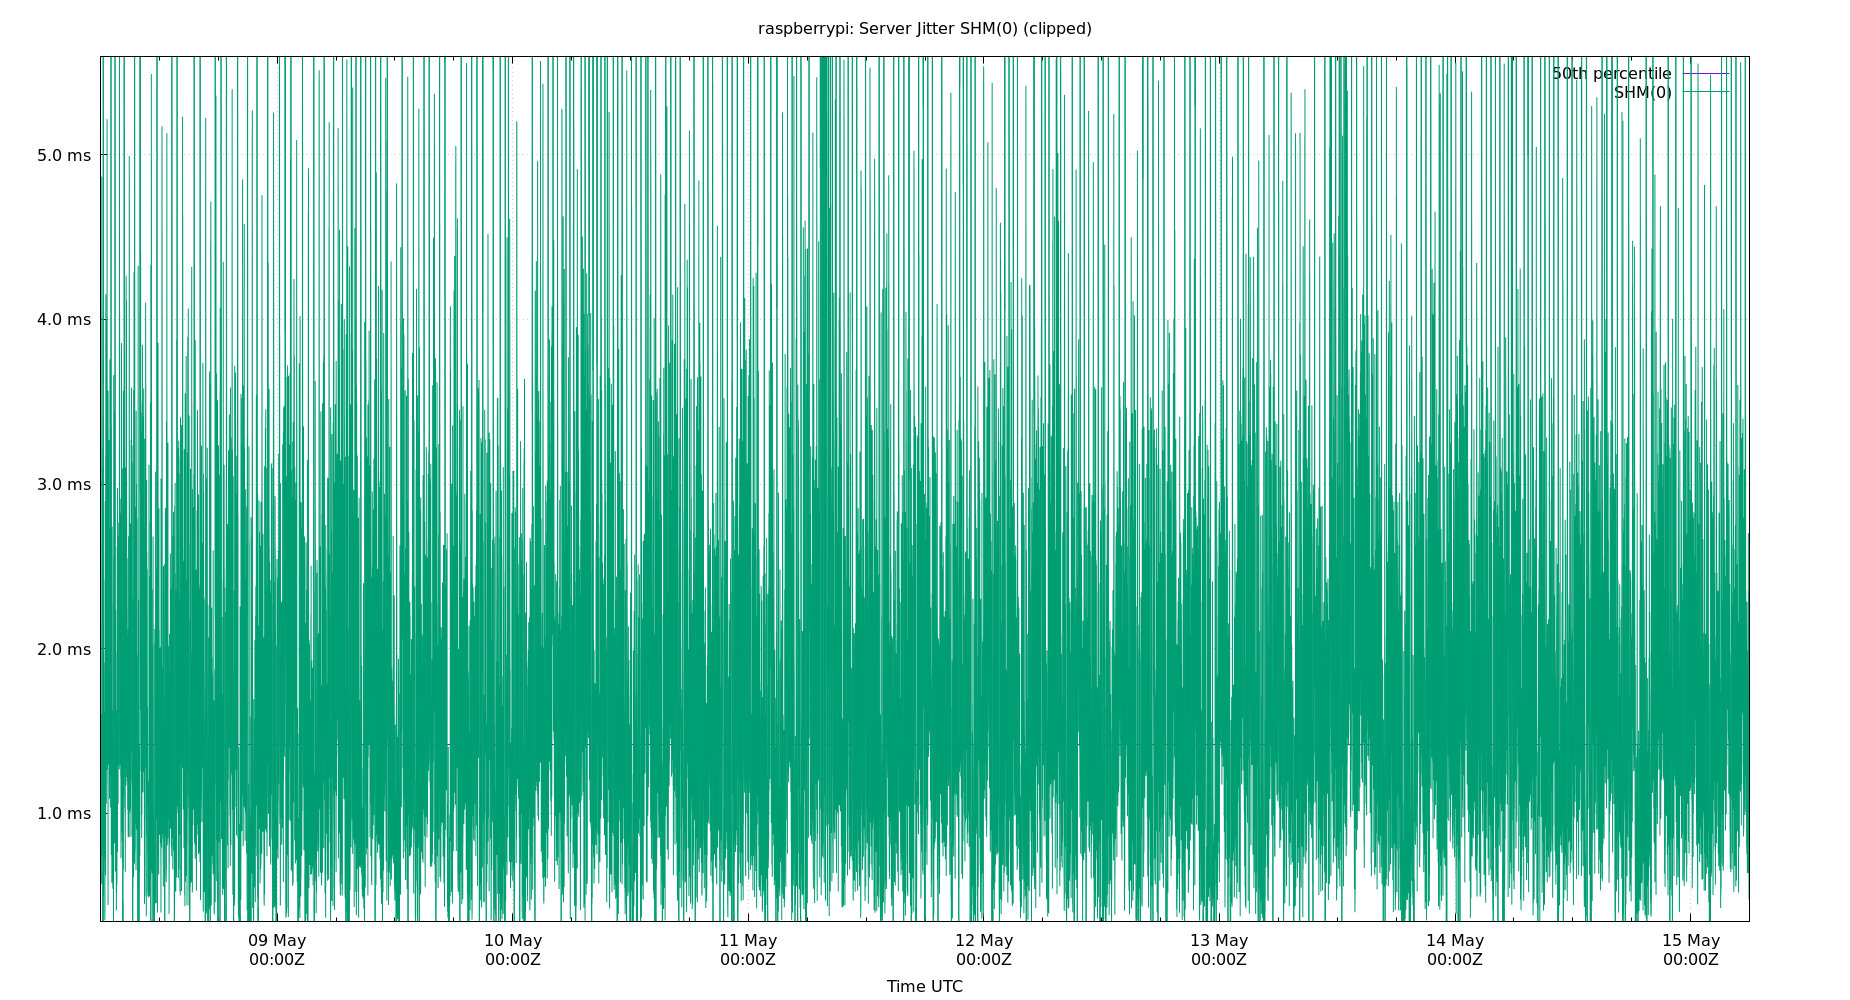 raspberrypi: Server Jitter SHM(0) (clipped)
50th percentile
SHM(0)
5.0 ms
4.0 ms
3.0 ms
2.0 ms
1.0 ms
09 May 10 May 11 May 12 May 13 May 14 May 15 May
00:00Z 00:00Z 00:00Z 00:00Z 00:00Z 00:00Z 00:00Z
Time UTC